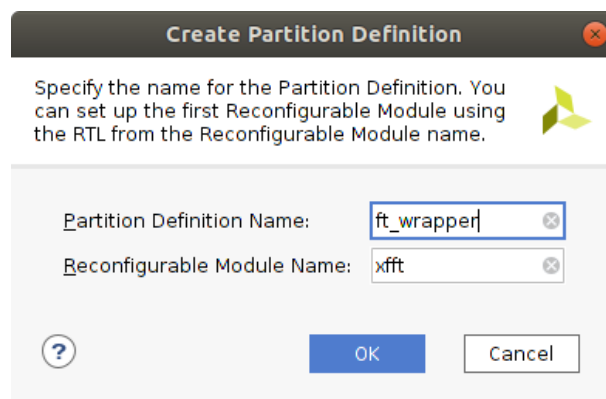 Create Partition Definition
Specify the name for the Partition Definition. You
can set up the first Reconfigurable Module using
the RTL from the Reconfigurable Module name.
Partition Definition Name: ft_wrapper
Reconfigurable Module Name: xfft
? OK Cancel